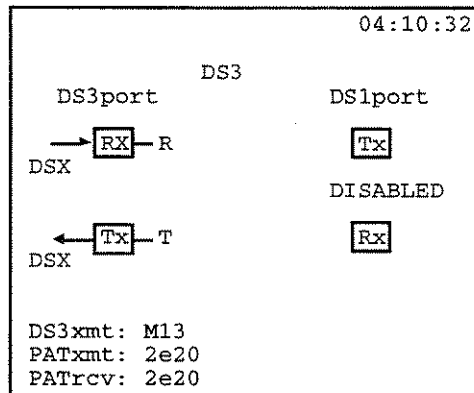 04:10:32
DS3
DS3port DS1port
RX R Tx
DSX
DISABLED
Tx T Rx
DSX
DS3xmt: M13
PATxmt: 2e20
PATrcv: 2e20